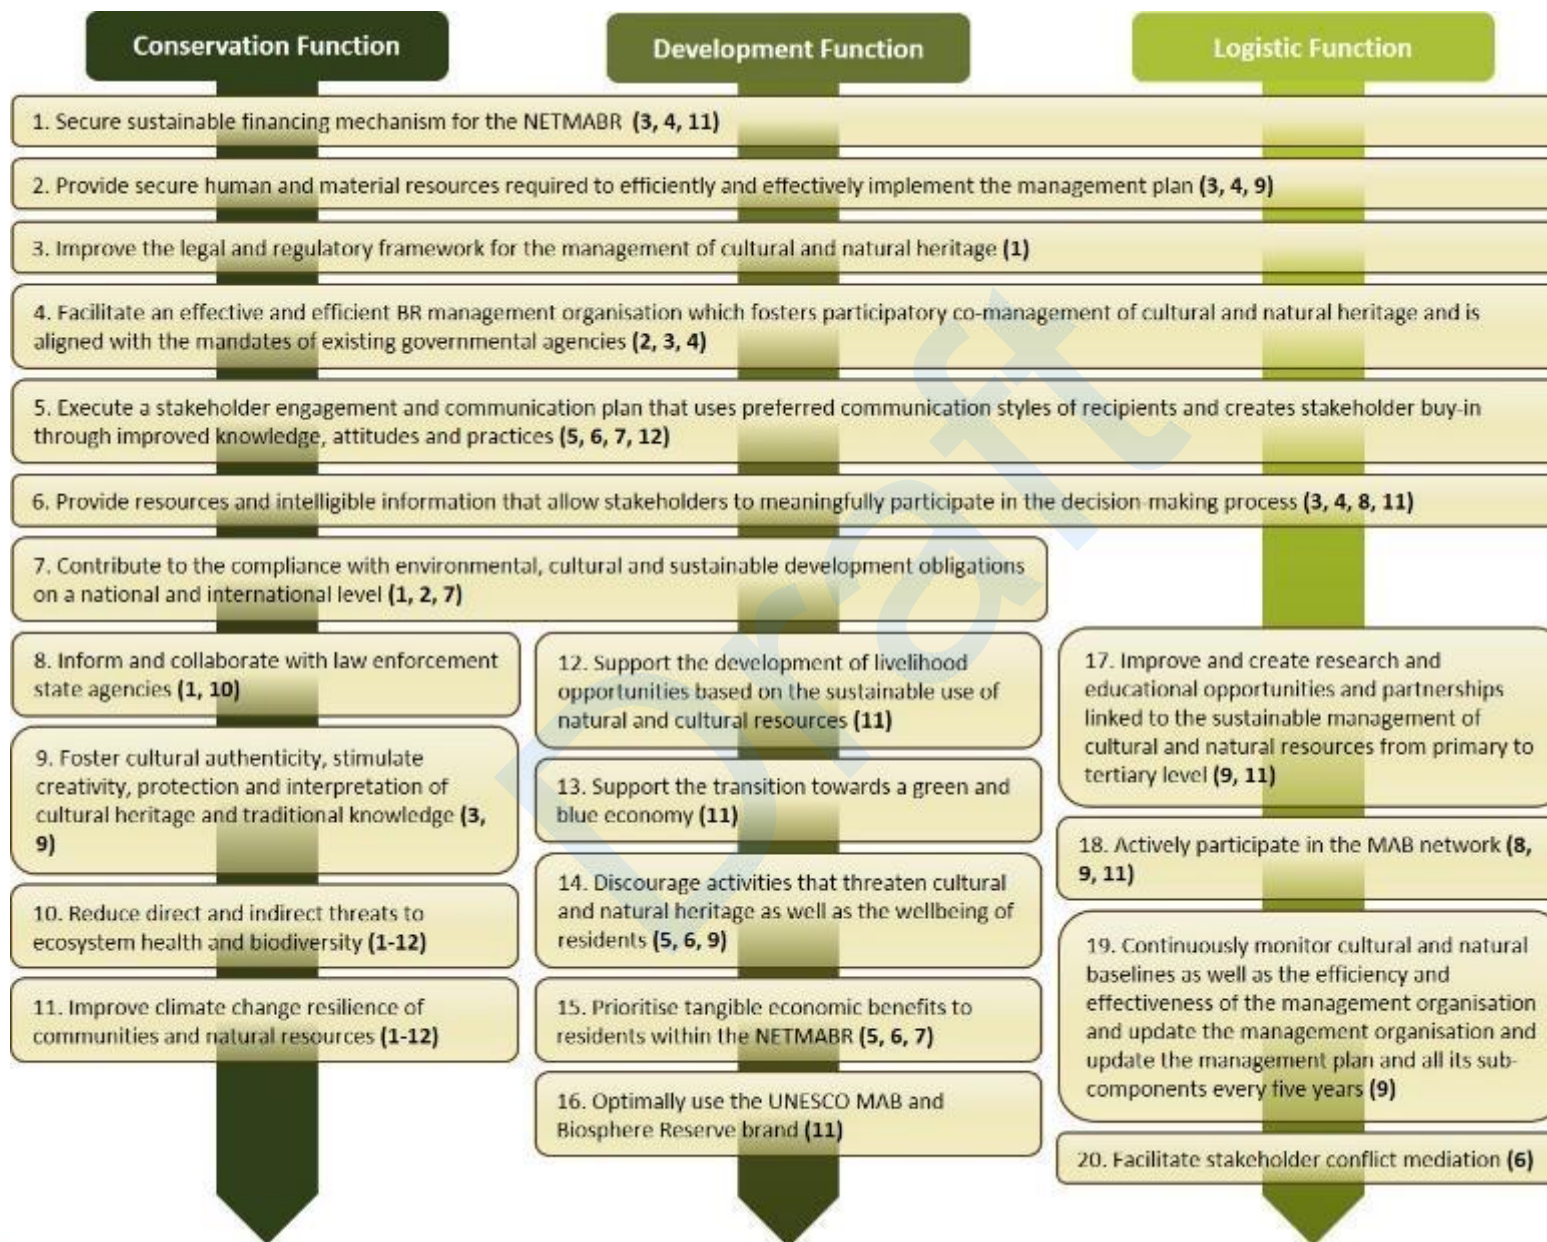 Conservation Function
Development Function
Logistic Function
1. Secure sustainable financing mechanism for the NETMABR (3, 4, 11)
2. Provide secure human and material resources required to efficiently and effectively implement the management plan (3, 4, 9)
3. Improve the legal and regulatory framework for the management of cultural and natural heritage (1)
4. Facilitate an effective and efficient BR management organisation which fosters participatory co-management of cultural and natural heritage and is
aligned with the mandates of existing governmental agencies (2, 3, 4)
5. Execute a stakeholder engagement and communication plan that uses preferred communication styles of recipients and creates stakeholder buy-in
through improved knowledge, attitudes and practices (5, 6, 7, 12)
6. Provide resources and intelligible information that allow stakeholders to meaningfully participate in the decision-making process (3, 4, 8, 11)
7. Contribute to the compliance with environmental, cultural and sustainable development obligations
on a national and international level (1, 2, 7)
8. Inform and collaborate with law enforcement
state agencies (1, 10)
9. Foster cultural authenticity, stimulate
creativity, protection and interpretation of
cultural heritage and traditional knowledge (3,
9)
10. Reduce direct and indirect threats to
ecosystem health and biodiversity (1-12)
11. Improve climate change resilience of
communities and natural resources (1-12)
12. Support the development of livelihood
opportunities based on the sustainable use of
natural and cultural resources (11)
13. Support the transition towards a green and
blue economy (11)
14. Discourage activities that threaten cultural
and natural heritage as well as the wellbeing of
residents (5, 6, 9)
15. Prioritise tangible economic benefits to
residents within the NETMABR (5, 6, 7)
16. Optimally use the UNESCO MAB and
Biosphere Reserve brand (11)
17. Improve and create research and
educational opportunities and partnerships
linked to the sustainable management of
cultural and natural resources from primary to
tertiary level (9, 11)
18. Actively participate in the MAB network (8,
9, 11)
19. Continuously monitor cultural and natural
baselines as well as the efficiency and
effectiveness of the management organisation
and update the management organisation and
update the management plan and all its sub-
components every five years (9)
20. Facilitate stakeholder conflict mediation (6)
Draft